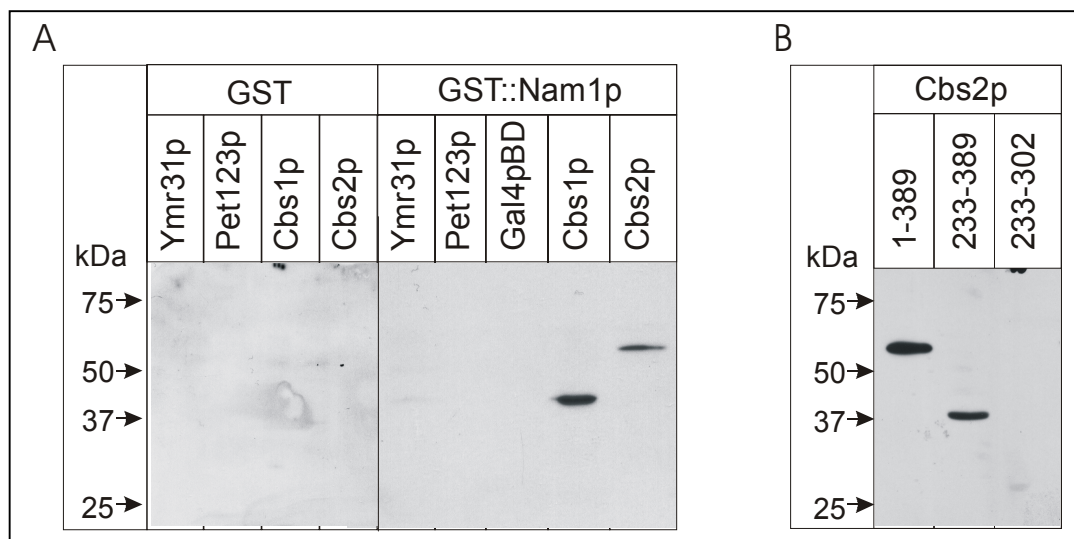 A
GST
GST::Nam1p
Ymr31p
Pet123p
Cbs1p
Cbs2p
Ymr31p
Pet123p
Gal4pBD
Cbs1p
Cbs2p
kDa
75
50
37
25
B
Cbs2p
1-389
233-389
233-302
kDa
75
50
37
25